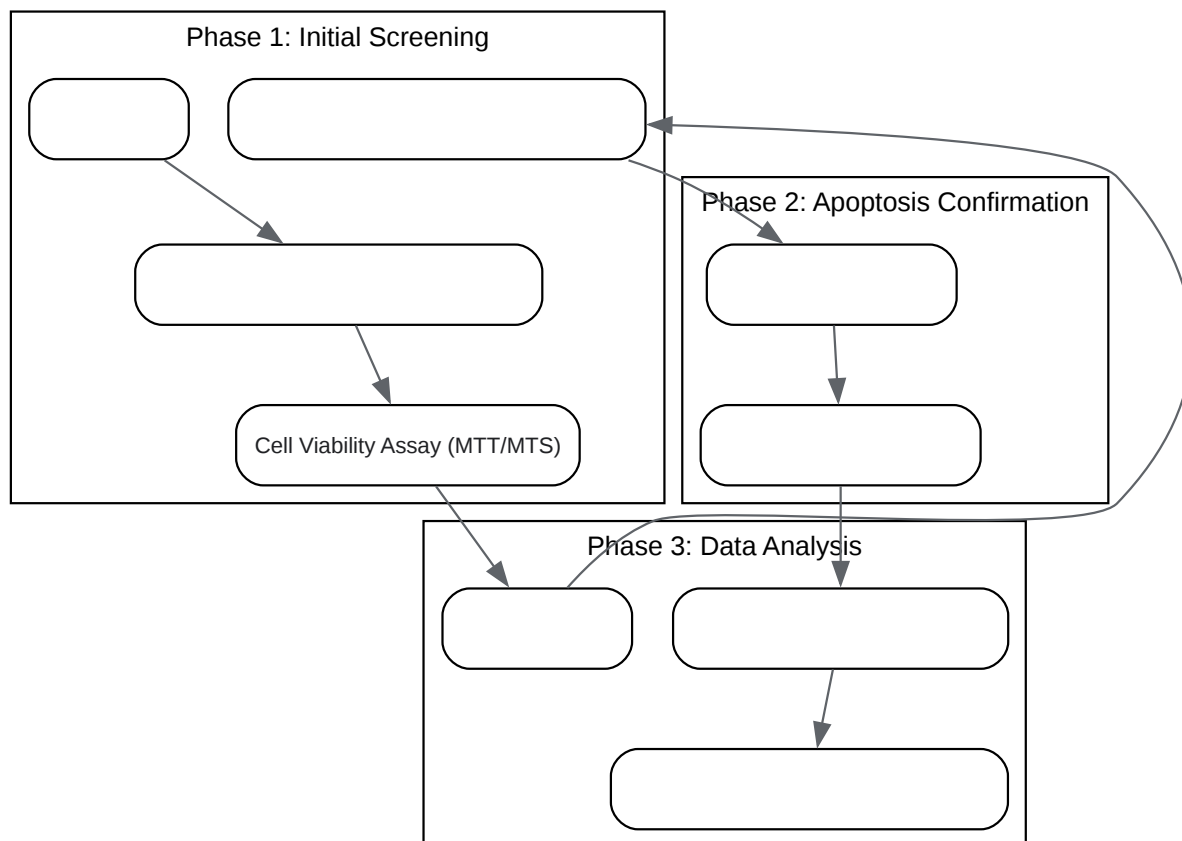 Phase 1: Initial Screening
Phase 2: Apoptosis Confirmation
Cell Viability Assay (MTT/MTS)
Phase 3: Data Analysis